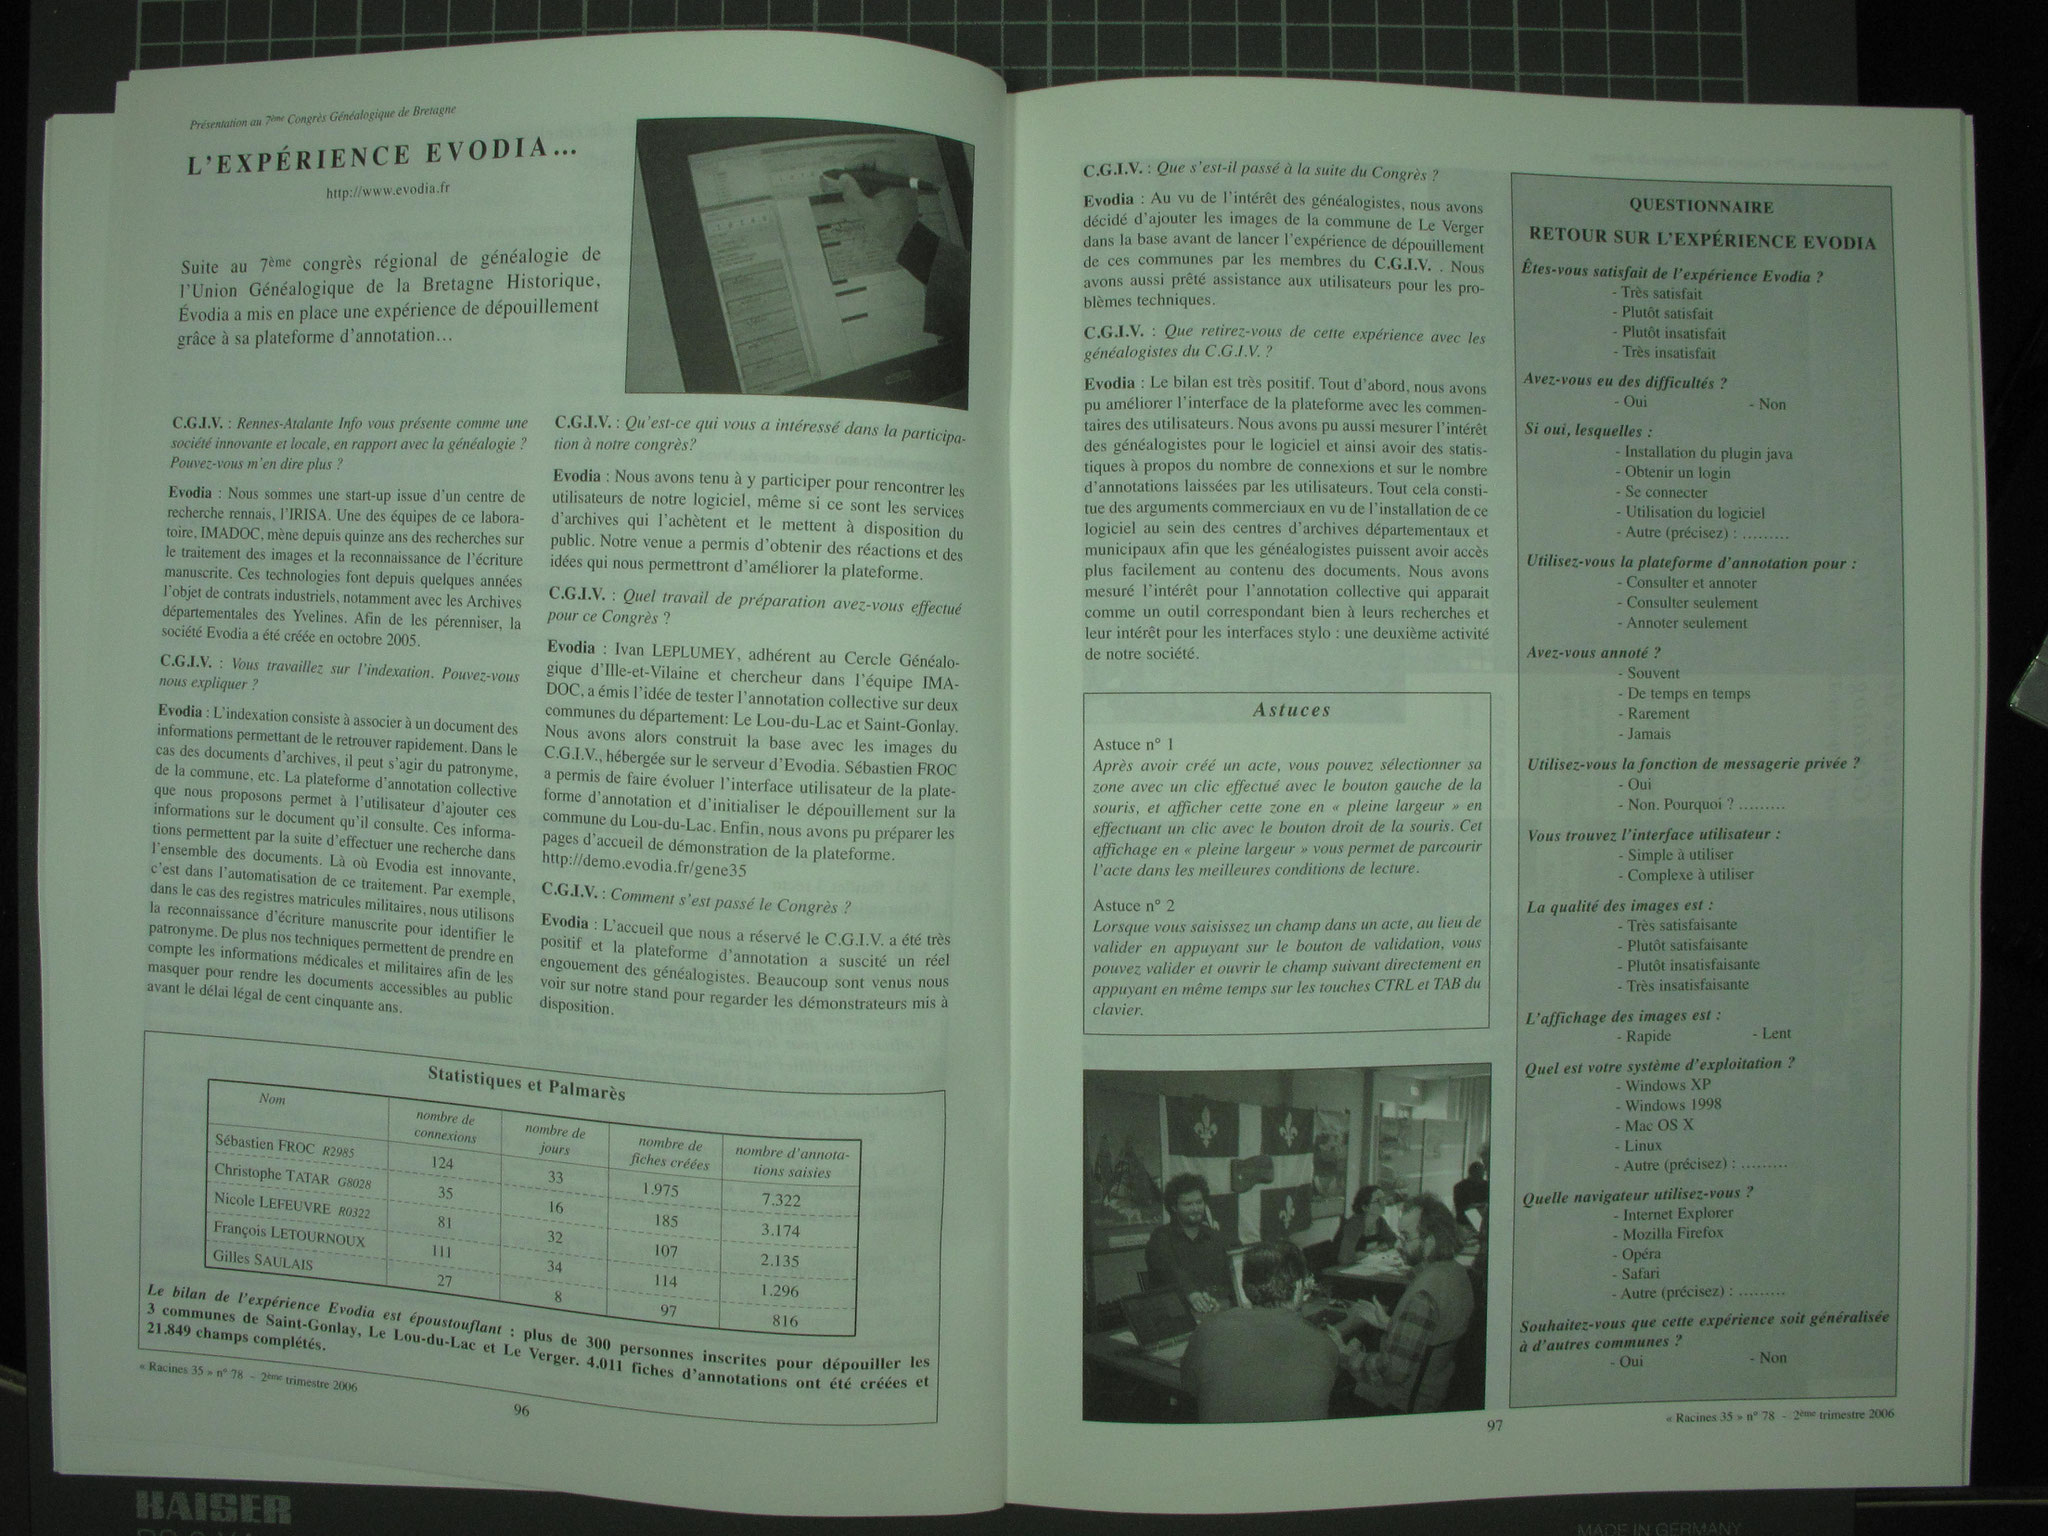 Présentation au 7ème Congrès Généalogique de Bretagne
L'EXPÉRIENCE EVODIA…
http://www.evodia.fr
Suite au 7ème congrès régional de généalogie de
l'Union Généalogique de la Bretagne Historique,
Évodia a mis en place une expérience de dépouillement
grâce à sa plateforme d'annotation…
C.G.I.V. : Rennes-Atalante Info vous présente comme une
société innovante et locale, en rapport avec la généalogie ?
Pouvez-vous m'en dire plus ?
Evodia : Nous sommes une start-up issue d'un centre de
recherche rennais, l'IRISA. Une des équipes de ce labora-
toire, IMADOC, mène depuis quinze ans des recherches sur
le traitement des images et la reconnaissance de l'écriture
manuscrite. Ces technologies font depuis quelques années
l'objet de contrats industriels, notamment avec les Archives
départementales des Yvelines. Afin de les pérenniser, la
société Evodia a été créée en octobre 2005.
C.G.I.V. : Vous travaillez sur l'indexation. Pouvez-vous
nous expliquer ?
Evodia : L'indexation consiste à associer à un document des
informations permettant de le retrouver rapidement. Dans le
cas des documents d'archives, il peut s'agir du patronyme,
de la commune, etc. La plateforme d'annotation collective
que nous proposons permet à l'utilisateur d'ajouter ces
informations sur le document qu'il consulte. Ces informa-
tions permettent par la suite d'effectuer une recherche dans
l'ensemble des documents. Là où Evodia est innovante,
c'est dans l'automatisation de ce traitement. Par exemple,
dans le cas des registres matricules militaires, nous utilisons
la reconnaissance d'écriture manuscrite pour identifier le
patronyme. De plus nos techniques permettent de prendre en
compte les informations médicales et militaires afin de les
masquer pour rendre les documents accessibles au public
avant le délai légal de cent cinquante ans.
C.G.I.V. : Qu'est-ce qui vous a intéressé dans la participa-
tion à notre congrès?
Evodia : Nous avons tenu à y participer pour rencontrer les
utilisateurs de notre logiciel, même si ce sont les services
d'archives qui l'achètent et le mettent à disposition du
public. Notre venue a permis d'obtenir des réactions et des
idées qui nous permettront d'améliorer la plateforme.
C.G.I.V. : Quel travail de préparation avez-vous effectué
pour ce Congrès ?
Evodia : Ivan LEPLUMEY, adhérent au Cercle Généalo-
gique d'Ille-et-Vilaine et chercheur dans l'équipe IMA-
DOC, a émis l'idée de tester l'annotation collective sur deux
communes du département: Le Lou-du-Lac et Saint-Gonlay.
Nous avons alors construit la base avec les images du
C.G.I.V., hébergée sur le serveur d'Evodia. Sébastien FROC
a permis de faire évoluer l'interface utilisateur de la plate-
forme d'annotation et d'initialiser le dépouillement sur la
commune du Lou-du-Lac. Enfin, nous avons pu préparer les
pages d'accueil de démonstration de la plateforme.
http://demo.evodia.fr/gene35
C.G.I.V. : Comment s'est passé le Congrès ?
Evodia : L'accueil que nous a réservé le C.G.I.V. a été très
positif et la plateforme d'annotation a suscité un réel
engouement des généalogistes. Beaucoup sont venus nous
voir sur notre stand pour regarder les démonstrateurs mis à
disposition.
Statistiques et Palmarès
Nom nombre de connexions nombre de jours nombre de fiches créées nombre d'annota-tions saisies
Sébastien FROC R2985 124 33 1.975 7.322
Christophe TATAR G8028 35 16 185 3.174
Nicole LEFEUVRE R0322 81 32 107 2.135
François LETOURNOUX 111 34 114 1.296
Gilles SAULAIS 27 8 97 816
Le bilan de l'expérience Evodia est époustouflant : plus de 300 personnes inscrites pour dépouiller les
3 communes de Saint-Gonlay, Le Lou-du-Lac et Le Verger. 4.011 fiches d'annotations ont été créées et
21.849 champs complétés.
« Racines 35 » n° 78 - 2ème trimestre 2006
96
C.G.I.V. : Que s'est-il passé à la suite du Congrès ?
Evodia : Au vu de l'intérêt des généalogistes, nous avons
décidé d'ajouter les images de la commune de Le Verger
dans la base avant de lancer l'expérience de dépouillement
de ces communes par les membres du C.G.I.V. . Nous
avons aussi prêté assistance aux utilisateurs pour les pro-
blèmes techniques.
C.G.I.V. : Que retirez-vous de cette expérience avec les
généalogistes du C.G.I.V. ?
Evodia : Le bilan est très positif. Tout d'abord, nous avons
pu améliorer l'interface de la plateforme avec les commen-
taires des utilisateurs. Nous avons pu aussi mesurer l'intérêt
des généalogistes pour le logiciel et ainsi avoir des statis-
tiques à propos du nombre de connexions et sur le nombre
d'annotations laissées par les utilisateurs. Tout cela consti-
tue des arguments commerciaux en vu de l'installation de ce
logiciel au sein des centres d'archives départementaux et
municipaux afin que les généalogistes puissent avoir accès
plus facilement au contenu des documents. Nous avons
mesuré l'intérêt pour l'annotation collective qui apparait
comme un outil correspondant bien à leurs recherches et
leur intérêt pour les interfaces stylo : une deuxième activité
de notre société.
Astuces
Astuce n° 1
Après avoir créé un acte, vous pouvez sélectionner sa
zone avec un clic effectué avec le bouton gauche de la
souris, et afficher cette zone en « pleine largeur » en
effectuant un clic avec le bouton droit de la souris. Cet
affichage en « pleine largeur » vous permet de parcourir
l'acte dans les meilleures conditions de lecture.
Astuce n° 2
Lorsque vous saisissez un champ dans un acte, au lieu de
valider en appuyant sur le bouton de validation, vous
pouvez valider et ouvrir le champ suivant directement en
appuyant en même temps sur les touches CTRL et TAB du
clavier.
QUESTIONNAIRE
RETOUR SUR L'EXPÉRIENCE EVODIA
Êtes-vous satisfait de l'expérience Evodia ?
- Très satisfait
- Plutôt satisfait
- Plutôt insatisfait
- Très insatisfait
Avez-vous eu des difficultés ?
- Oui - Non
Si oui, lesquelles :
- Installation du plugin java
- Obtenir un login
- Se connecter
- Utilisation du logiciel
- Autre (précisez) : .........
Utilisez-vous la plateforme d'annotation pour :
- Consulter et annoter
- Consulter seulement
- Annoter seulement
Avez-vous annoté ?
- Souvent
- De temps en temps
- Rarement
- Jamais
Utilisez-vous la fonction de messagerie privée ?
- Oui
- Non. Pourquoi ? .........
Vous trouvez l'interface utilisateur :
- Simple à utiliser
- Complexe à utiliser
La qualité des images est :
- Très satisfaisante
- Plutôt satisfaisante
- Plutôt insatisfaisante
- Très insatisfaisante
L'affichage des images est :
- Rapide - Lent
Quel est votre système d'exploitation ?
- Windows XP
- Windows 1998
- Mac OS X
- Linux
- Autre (précisez) : .........
Quelle navigateur utilisez-vous ?
- Internet Explorer
- Mozilla Firefox
- Opéra
- Safari
- Autre (précisez) : .........
Souhaitez-vous que cette expérience soit généralisée
à d'autres communes ?
- Oui - Non
97
« Racines 35 » n° 78 - 2ème trimestre 2006
KAISER
MADE IN GERMANY